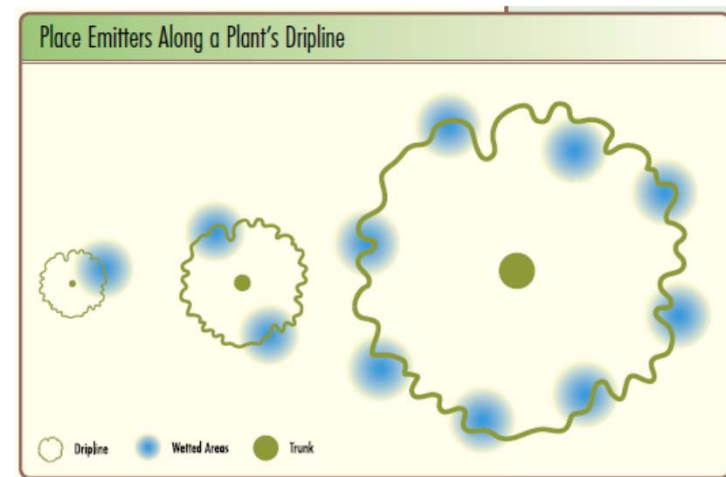 Place Emitters Along a Plant's Dripline
Dripline
Wetted Areas
Trunk